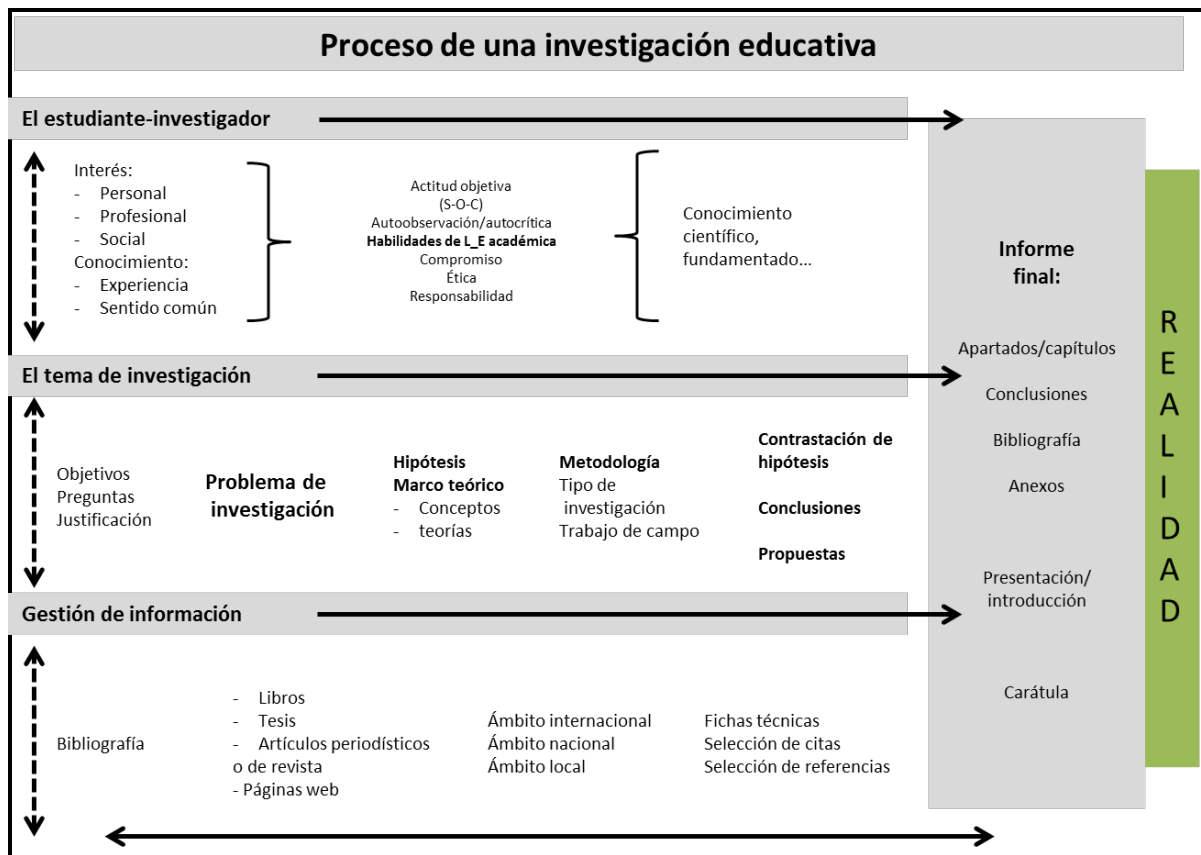 Proceso de una investigación educativa
El estudiante-investigador
Interés:
- Personal
- Profesional
- Social
Conocimiento:
- Experiencia
- Sentido común
Actitud objetiva
(S-O-C)
Autoobservación/autocrítica
Habilidades de L_E académica
Compromiso
Ética
Responsabilidad
Conocimiento
científico,
fundamentado...
El tema de investigación
Objetivos
Preguntas
Justificación
Problema de
investigación
Hipótesis
Marco teórico
- Conceptos
- teorías
Metodología
Tipo de
investigación
Trabajo de campo
Contrastación de
hipótesis
Conclusiones
Propuestas
Gestión de información
Bibliografía
- Libros
- Tesis
- Artículos periodísticos
o de revista
- Páginas web
Ámbito internacional
Ámbito nacional
Ámbito local
Fichas técnicas
Selección de citas
Selección de referencias
Informe
final:
Apartados/capítulos
Conclusiones
Bibliografía
Anexos
Presentación/
introducción
Carátula
REALIDAD